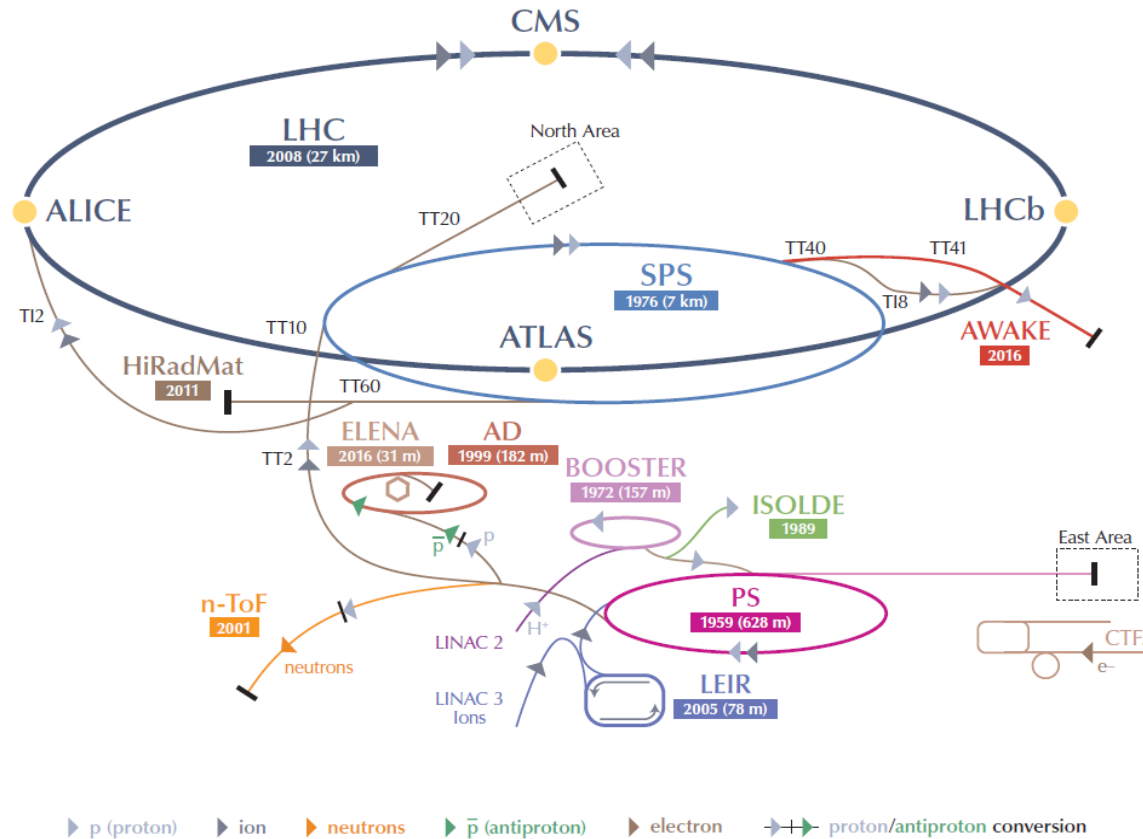 CMS
LHC
2008 (27 km)
North Area
ALICE
LHCb
TT20
TT40
TT41
SPS
1976 (7 km)
TI2
TT10
TI8
ATLAS
AWAKE
2016
HiRadMat
2011
TT60
ELENA
2016 (31 m)
AD
1999 (182 m)
TT2
BOOSTER
1972 (157 m)
ISOLDE
1989
East Area
p̅
p
n-ToF
2001
PS
1959 (628 m)
H⁺
LINAC 2
neutrons
CTF
e–
LEIR
2005 (78 m)
LINAC 3
Ions
p (proton)
ion
neutrons
p̅ (antiproton)
electron
proton/antiproton conversion